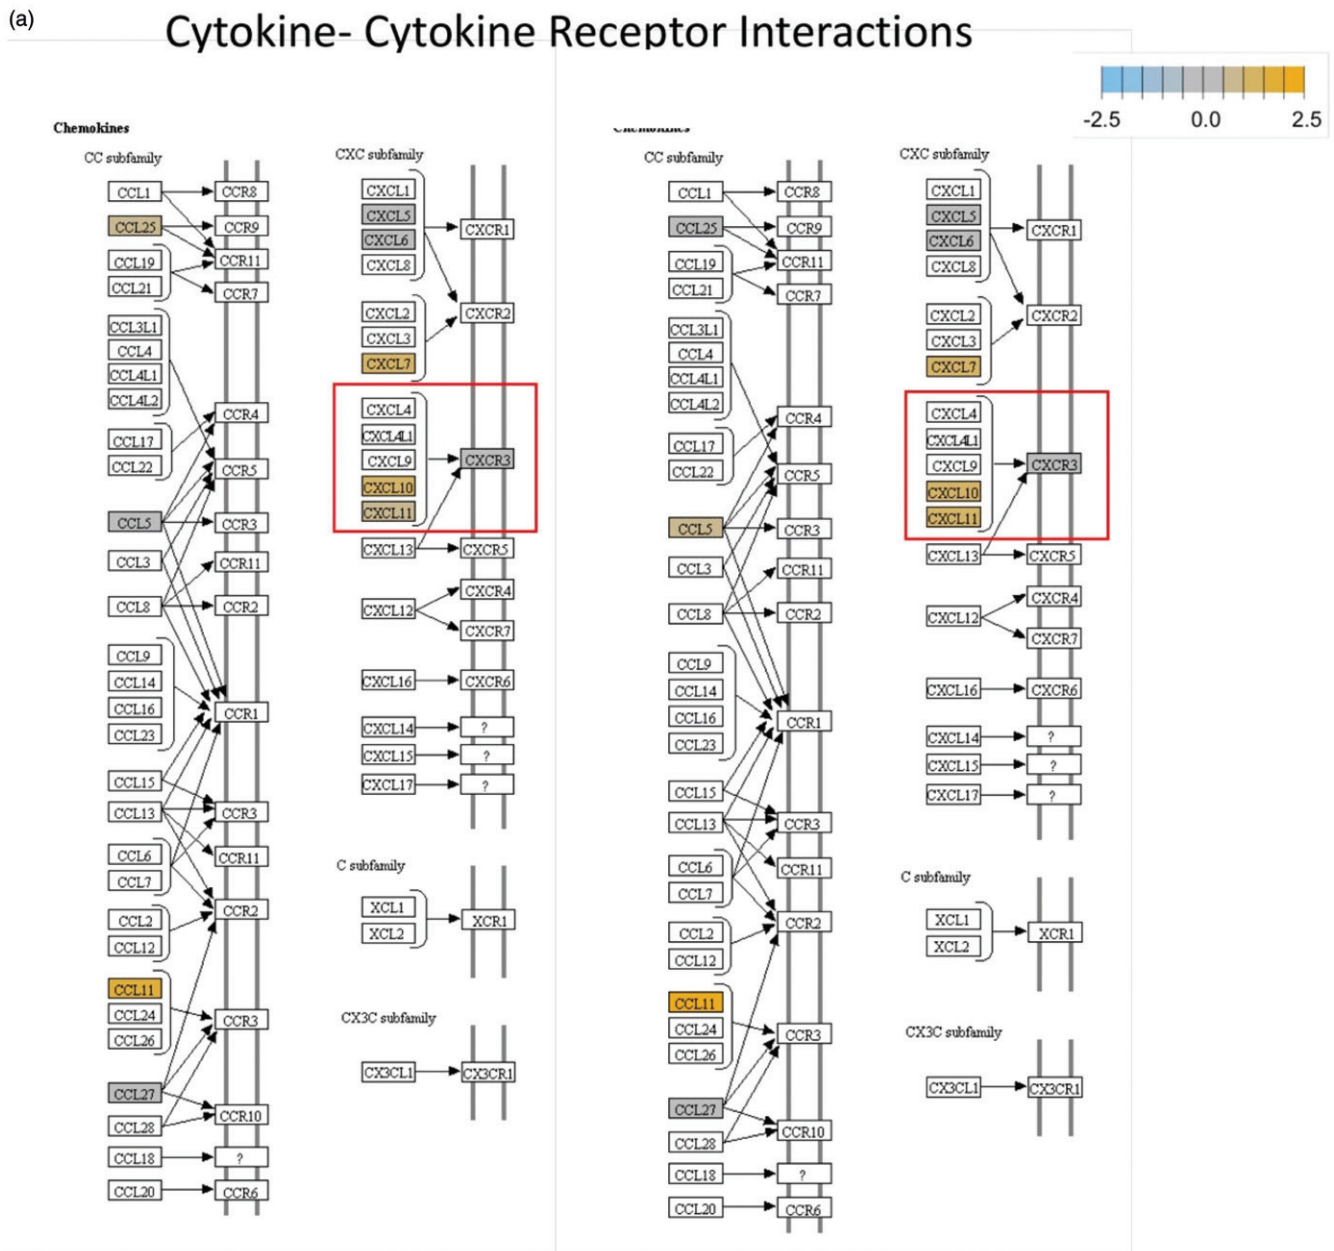 (a)
Cytokine- Cytokine Receptor Interactions
-2.5 0.0 2.5
Chemokines
CC subfamily
CCL1 CCR8
CCL25 CCR9
CCL19 CCR11
CCL21 CCR7
CCL3L1
CCL4
CCL4L1
CCL4L2
CCR4
CCL17
CCL22 CCR5
CCL5 CCR3
CCL3 CCR11
CCL8 CCR2
CCL9
CCL14
CCL16 CCR1
CCL23
CCL15
CCL13 CCR3
CCL6 CCR11
CCL7
CCL2 CCR2
CCL12
CCL11
CCL24 CCR3
CCL26
CCL27
CCL28 CCR10
CCL18 ?
CCL20 CCR6
CXC subfamily
CXCL1
CXCL5 CXCR1
CXCL6
CXCL8
CXCL2 CXCR2
CXCL3
CXCL7
CXCL4
CXCL4L1
CXCL9 CXCR3
CXCL10
CXCL11
CXCL13 CXCR5
CXCR4
CXCL12
CXCR7
CXCL16 CXCR6
CXCL14 ?
CXCL15 ?
CXCL17 ?
C subfamily
XCL1
XCR1
XCL2
CX3C subfamily
CX3CL1 CX3CR1
Chemokines
CC subfamily
CCL1 CCR8
CCL25 CCR9
CCL19 CCR11
CCL21 CCR7
CCL3L1
CCL4
CCL4L1
CCL4L2
CCR4
CCL17
CCL22 CCR5
CCL5 CCR3
CCL3 CCR11
CCL8 CCR2
CCL9
CCL14
CCL16 CCR1
CCL23
CCL15
CCL13 CCR3
CCL6 CCR11
CCL7
CCL2 CCR2
CCL12
CCL11
CCL24 CCR3
CCL26
CCL27
CCL28 CCR10
CCL18 ?
CCL20 CCR6
CXC subfamily
CXCL1
CXCL5 CXCR1
CXCL6
CXCL8
CXCL2 CXCR2
CXCL3
CXCL7
CXCL4
CXCL4L1
CXCL9 CXCR3
CXCL10
CXCL11
CXCL13 CXCR5
CXCR4
CXCL12
CXCR7
CXCL16 CXCR6
CXCL14 ?
CXCL15 ?
CXCL17 ?
C subfamily
XCL1
XCR1
XCL2
CX3C subfamily
CX3CL1 CX3CR1